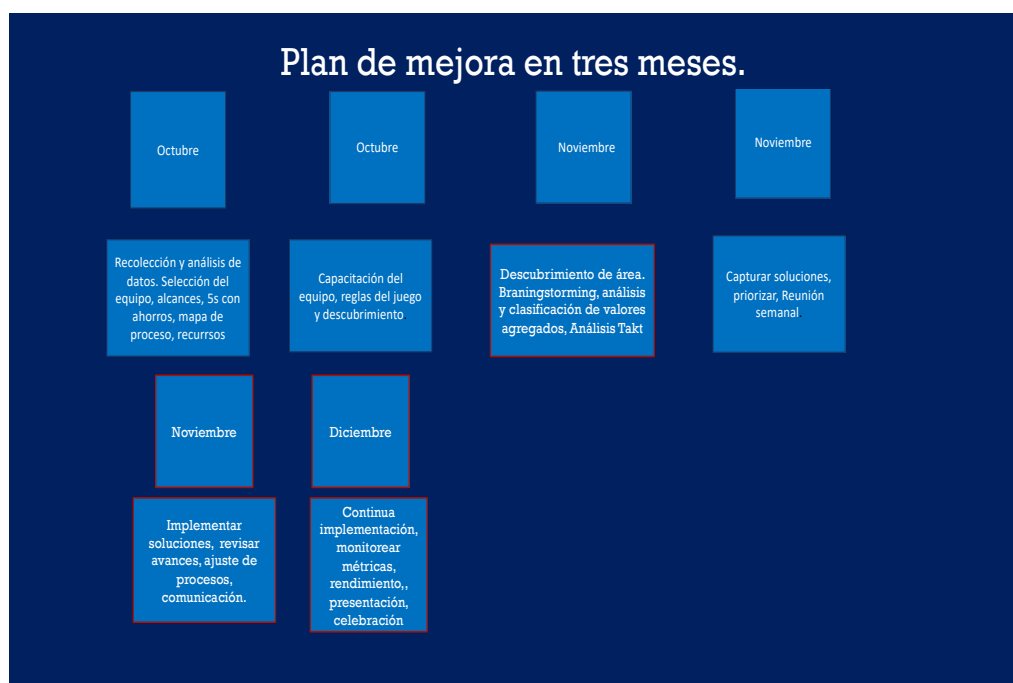 Plan de mejora en tres meses.
Octubre
Octubre
Noviembre
Noviembre
Recolección y análisis de
datos. Selección del
equipo, alcances, 5s con
ahorros, mapa de
proceso, recurrsos
Capacitación del
equipo, reglas del juego
y descubrimiento
Descubrimiento de área.
Braningstorming, análisis
y clasificación de valores
agregados, Análisis Takt
Capturar soluciones,
priorizar, Reunión
semanal.
Noviembre
Diciembre
Implementar
soluciones, revisar
avances, ajuste de
procesos,
comunicación.
Continua
implementación,
monitorear
métricas,
rendimiento,,
presentación,
celebración